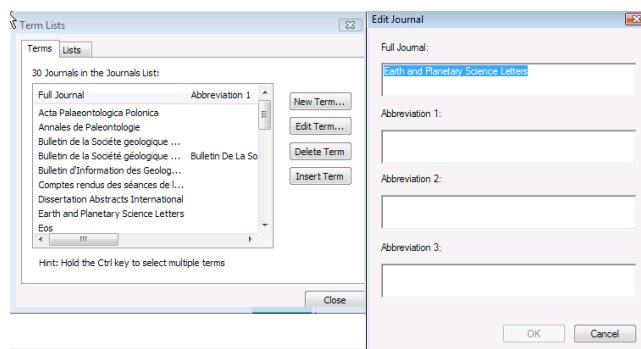 Term Lists
Terms Lists
30 Journals in the Journals List:
Full Journal Abbreviation 1
Acta Palaeontologica Polonica
Annales de Paleontologie
Bulletin de la Sociéte geologique ...
Bulletin de la Société géologique ... Bulletin De La So
Bulletin d'Information des Geolog...
Comptes rendus des séances de l...
Dissertation Abstracts International
Earth and Planetary Science Letters
Eos
New Term...
Edit Term...
Delete Term
Insert Term
Hint: Hold the Ctrl key to select multiple terms
Close
Edit Journal
Full Journal:
Earth and Planetary Science Letters
Abbreviation 1:
Abbreviation 2:
Abbreviation 3:
OK Cancel